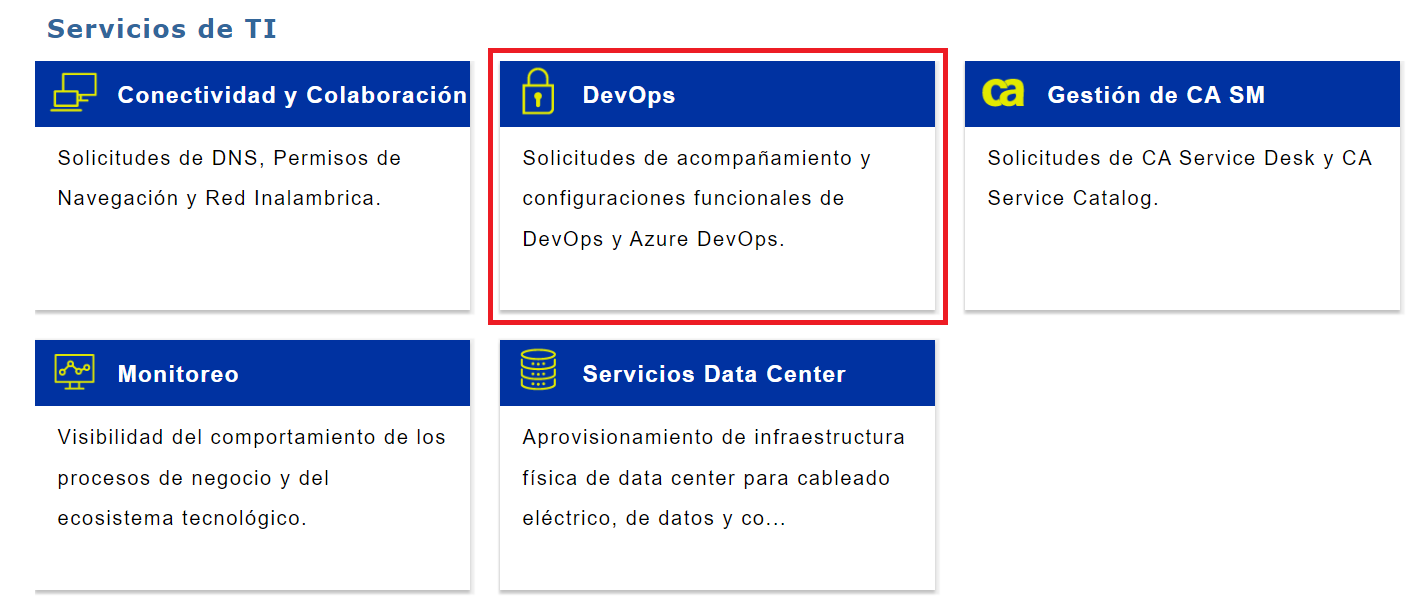 Servicios de TI
Conectividad y Colaboración
Solicitudes de DNS, Permisos de
Navegación y Red Inalambrica.
DevOps
Solicitudes de acompañamiento y
configuraciones funcionales de
DevOps y Azure DevOps.
ca
Gestión de CA SM
Solicitudes de CA Service Desk y CA
Service Catalog.
Monitoreo
Visibilidad del comportamiento de los
procesos de negocio y del
ecosistema tecnológico.
Servicios Data Center
Aprovisionamiento de infraestructura
física de data center para cableado
eléctrico, de datos y co...